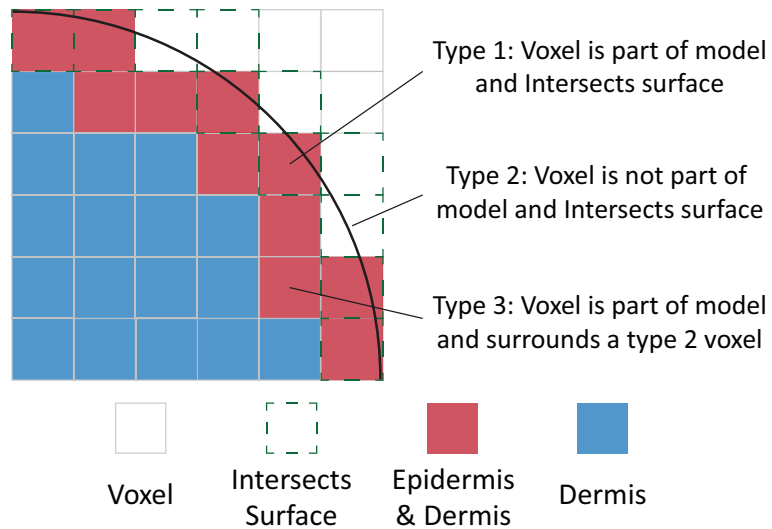 Type 1: Voxel is part of model
and Intersects surface
Type 2: Voxel is not part of
model and Intersects surface
Type 3: Voxel is part of model
and surrounds a type 2 voxel
Voxel
Intersects
Surface
Epidermis
& Dermis
Dermis